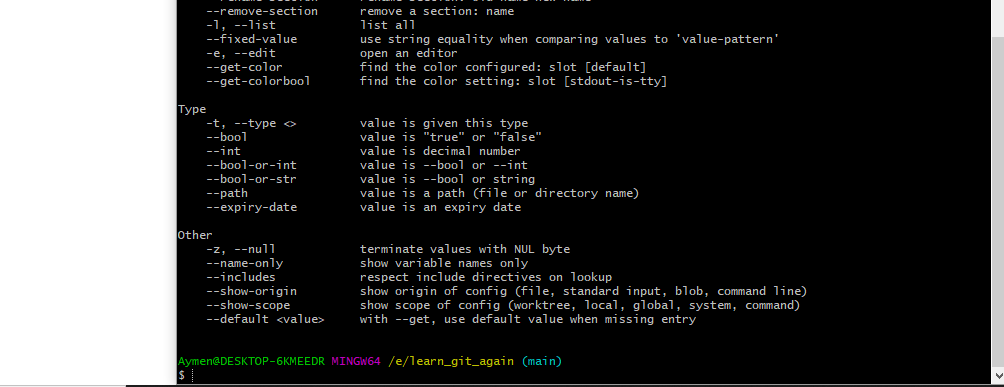 --remove-section      remove a section: name
-l, --list            list all
--fixed-value         use string equality when comparing values to 'value-pattern'
-e, --edit            open an editor
--get-color           find the color configured: slot [default]
--get-colorbool       find the color setting: slot [stdout-is-tty]

Type
-t, --type <>         value is given this type
--bool                value is "true" or "false"
--int                 value is decimal number
--bool-or-int         value is --bool or --int
--bool-or-str         value is --bool or string
--path                value is a path (file or directory name)
--expiry-date         value is an expiry date

Other
-z, --null            terminate values with NUL byte
--name-only           show variable names only
--includes            respect include directives on lookup
--show-origin         show origin of config (file, standard input, blob, command line)
--show-scope          show scope of config (worktree, local, global, system, command)
--default <value>     with --get, use default value when missing entry

Aymen@DESKTOP-6KMEEDR MINGW64 /e/learn_git_again (main)
$